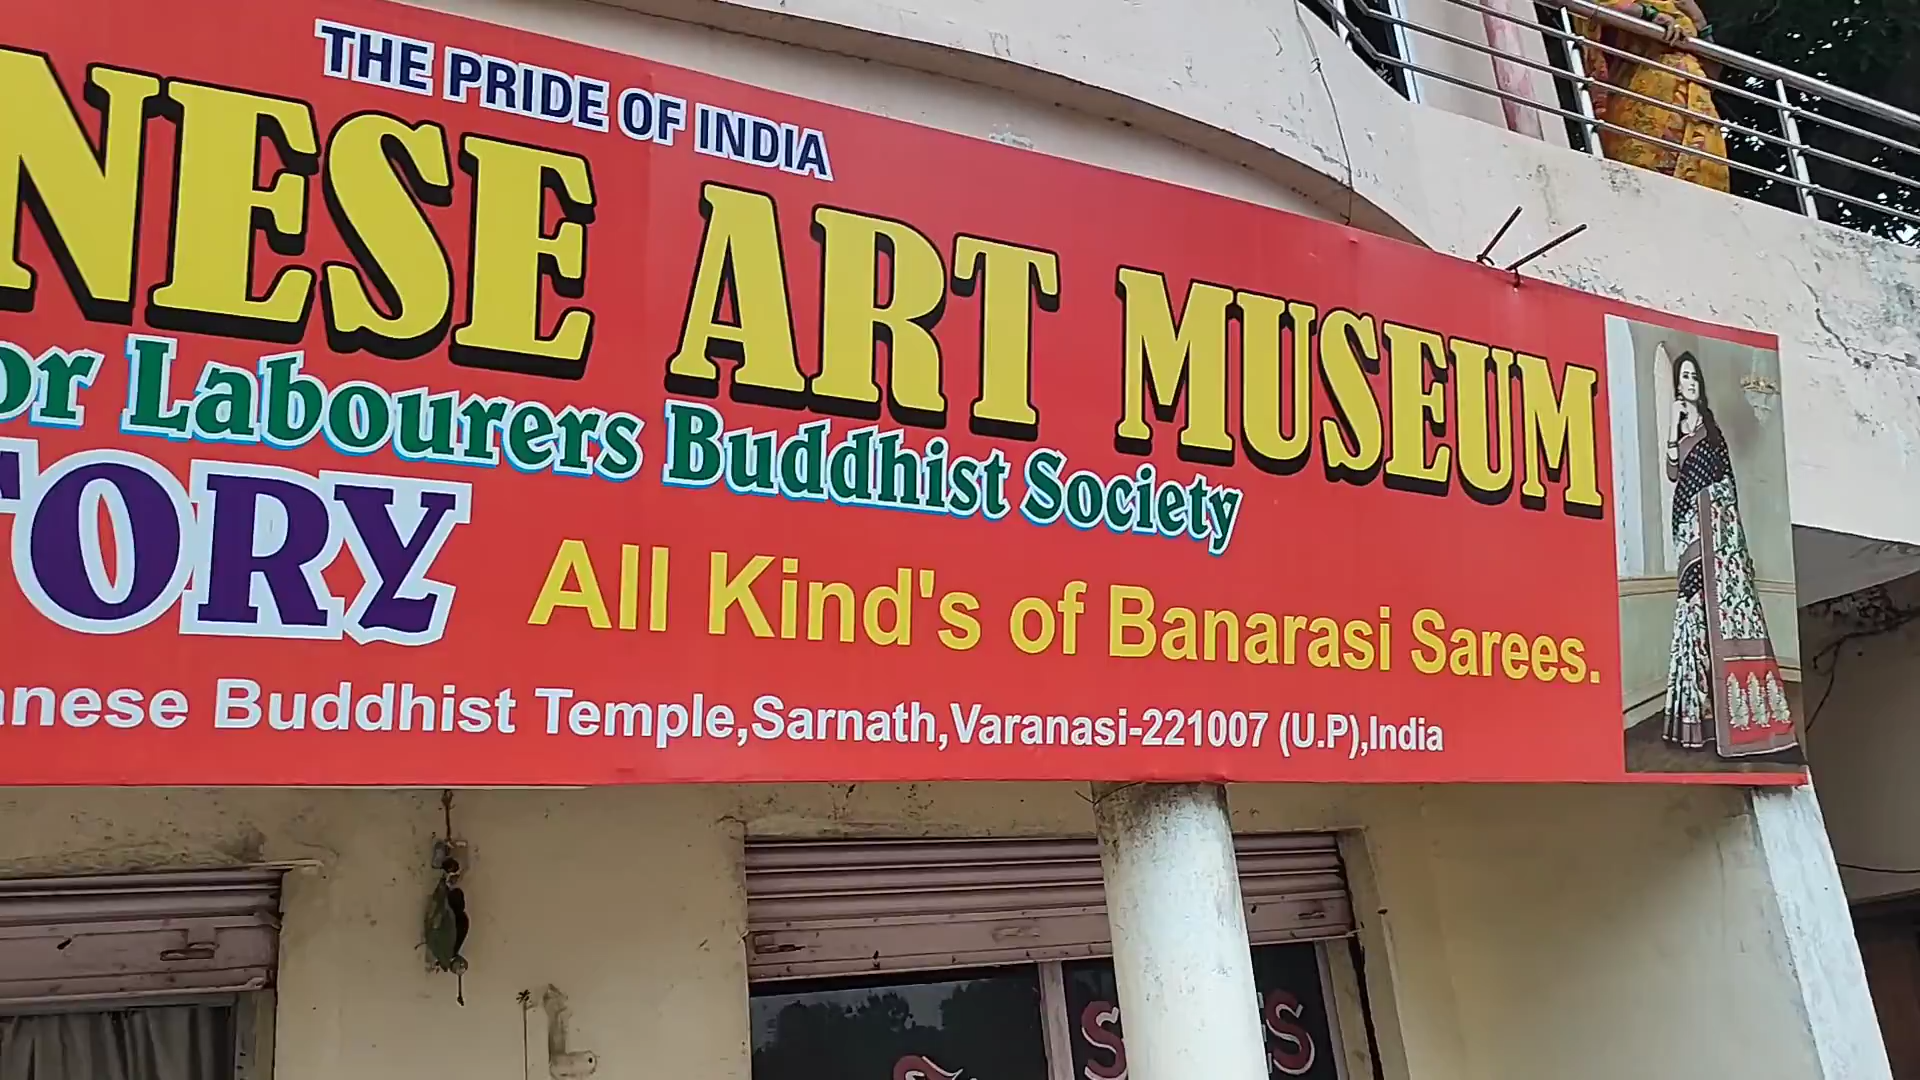 THE PRIDE OF INDIA
NESE ART MUSEUM
or Labourers Buddhist Society
TORY
All Kind's of Banarasi Sarees.
anese Buddhist Temple,Sarnath,Varanasi-221007 (U.P),India